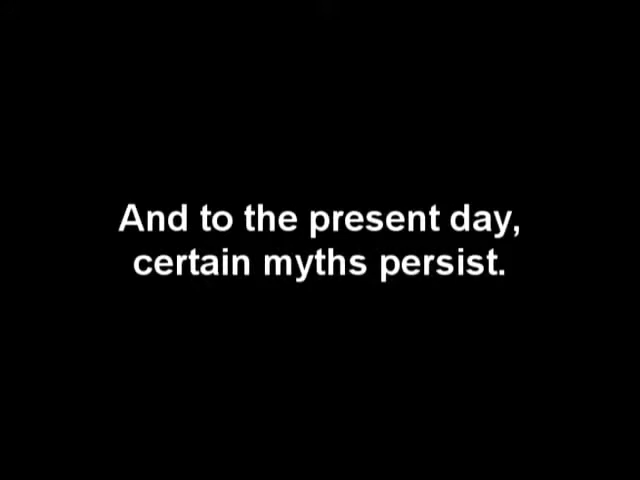 And to the present day,
certain myths persist.